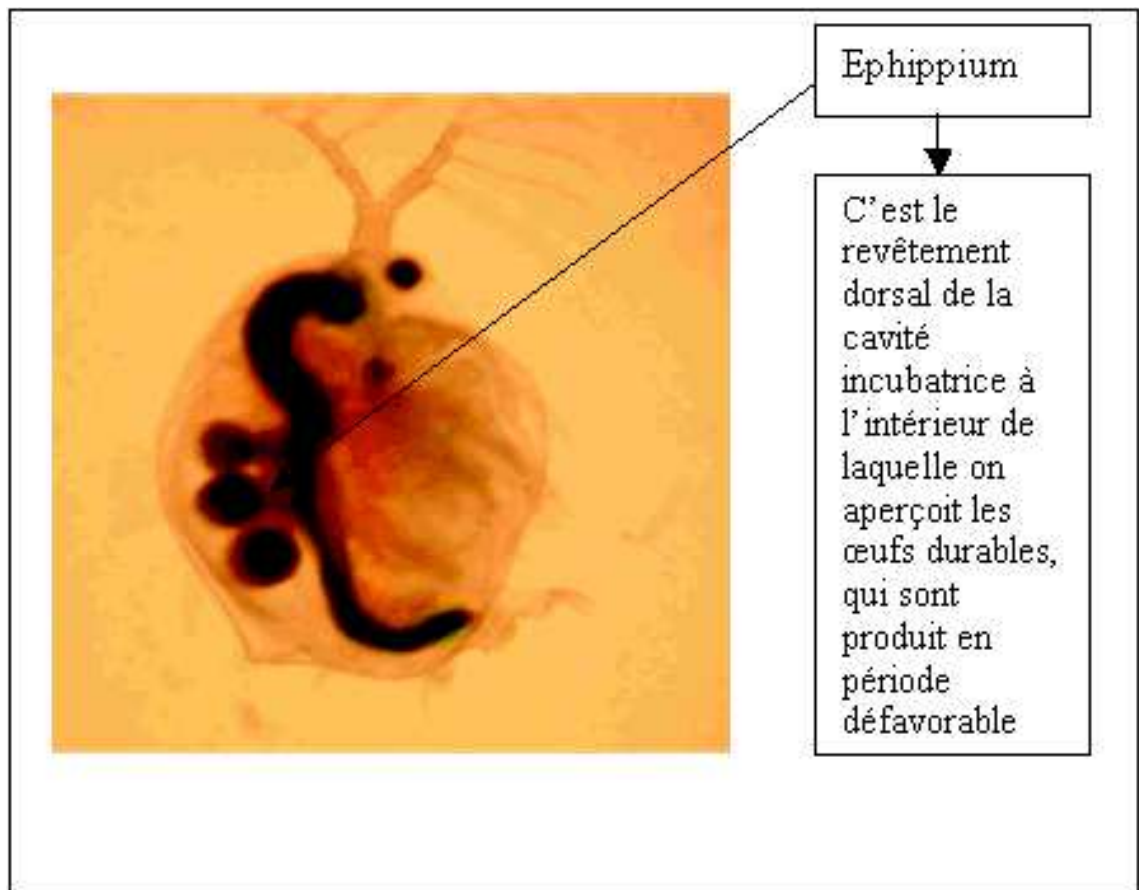 Ephippium
C'est le
revêtement
dorsal de la
cavité
incubatrice à
l'intérieur de
laquelle on
aperçoit les
œufs durables,
qui sont
produit en
période
défavorable